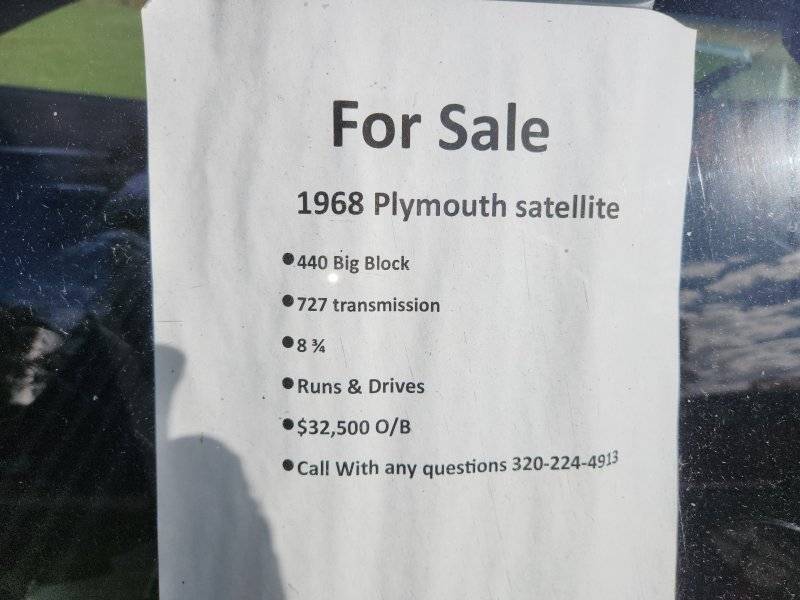 For Sale
1968 Plymouth satellite
●440 Big Block
●727 transmission
●8 ¾
●Runs & Drives
●$32,500 O/B
●Call With any questions 320-224-4913